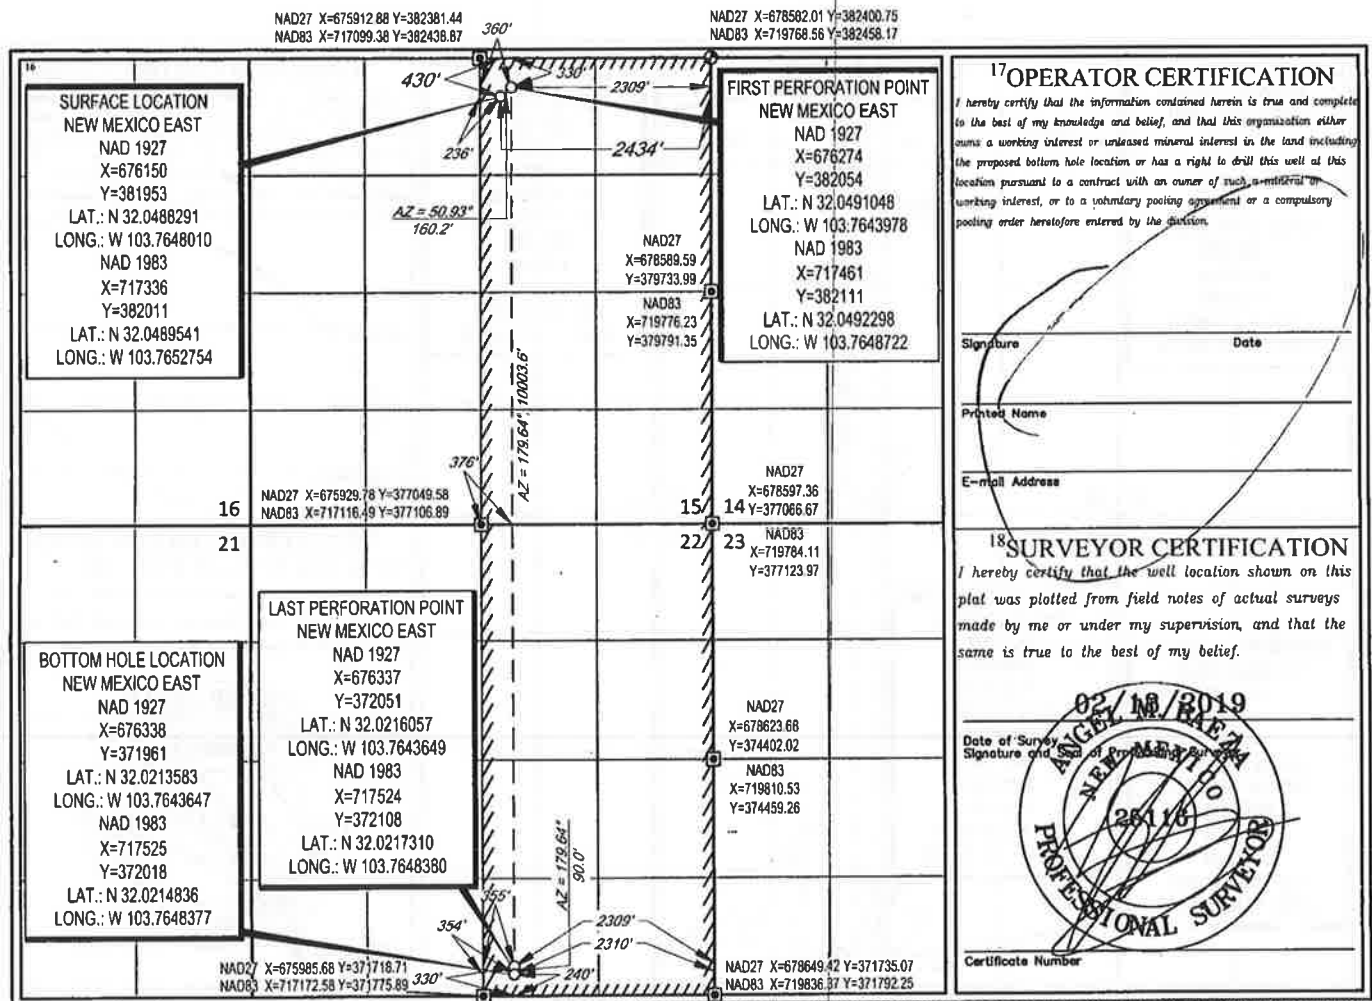 NAD27 X=675912.88 Y=382381.44
NAD83 X=717099.38 Y=382438.87
360'
NAD27 X=678582.01 Y=382400.75
NAD83 X=719768.56 Y=382458.17
16
SURFACE LOCATION
NEW MEXICO EAST
NAD 1927
X=676150
Y=381953
LAT.: N 32.0488291
LONG.: W 103.7648010
NAD 1983
X=717336
Y=382011
LAT.: N 32.0489541
LONG.: W 103.7652754
430'
330'
2309'
236'
2434'
AZ = 50.93°
160.2'
FIRST PERFORATION POINT
NEW MEXICO EAST
NAD 1927
X=676274
Y=382054
LAT.: N 32.0491048
LONG.: W 103.7643978
NAD 1983
X=717461
Y=382111
LAT.: N 32.0492298
LONG.: W 103.7648722
NAD27
X=678589.59
Y=379733.99
NAD83
X=719776.23
Y=379791.35
AZ = 179.64°, 10003.6'
376'
16
NAD27 X=675929.78 Y=377049.58
NAD83 X=717116.49 Y=377106.89
21
15
14
22
23
NAD27
X=678597.36
Y=377066.67
NAD83
X=719784.11
Y=377123.97
LAST PERFORATION POINT
NEW MEXICO EAST
NAD 1927
X=676337
Y=372051
LAT.: N 32.0216057
LONG.: W 103.7643649
NAD 1983
X=717524
Y=372108
LAT.: N 32.0217310
LONG.: W 103.7648380
BOTTOM HOLE LOCATION
NEW MEXICO EAST
NAD 1927
X=676338
Y=371961
LAT.: N 32.0213583
LONG.: W 103.7643647
NAD 1983
X=717525
Y=372018
LAT.: N 32.0214836
LONG.: W 103.7648377
NAD27
X=678623.68
Y=374402.02
NAD83
X=719810.53
Y=374459.26
AZ = 179.64°
90.0'
355'
354'
2309'
2310'
330'
240'
NAD27 X=675985.68 Y=371718.71
NAD83 X=717172.58 Y=371775.89
NAD27 X=678649.42 Y=371735.07
NAD83 X=719836.37 Y=371792.25
17 OPERATOR CERTIFICATION
I hereby certify that the information contained herein is true and complete
to the best of my knowledge and belief, and that this organization either
owns a working interest or unleased mineral interest in the land including
the proposed bottom hole location or has a right to drill this well at this
location pursuant to a contract with an owner of such a mineral or
working interest, or to a voluntary pooling agreement or a compulsory
pooling order heretofore entered by the division.
Signature Date
Printed Name
E-mail Address
18 SURVEYOR CERTIFICATION
I hereby certify that the well location shown on this
plat was plotted from field notes of actual surveys
made by me or under my supervision, and that the
same is true to the best of my belief.
Date of Survey
Signature and Seal of Professional Surveyor
ANGEL M. BAEZA
NEW MEXICO
PROFESSIONAL SURVEYOR
Certificate Number